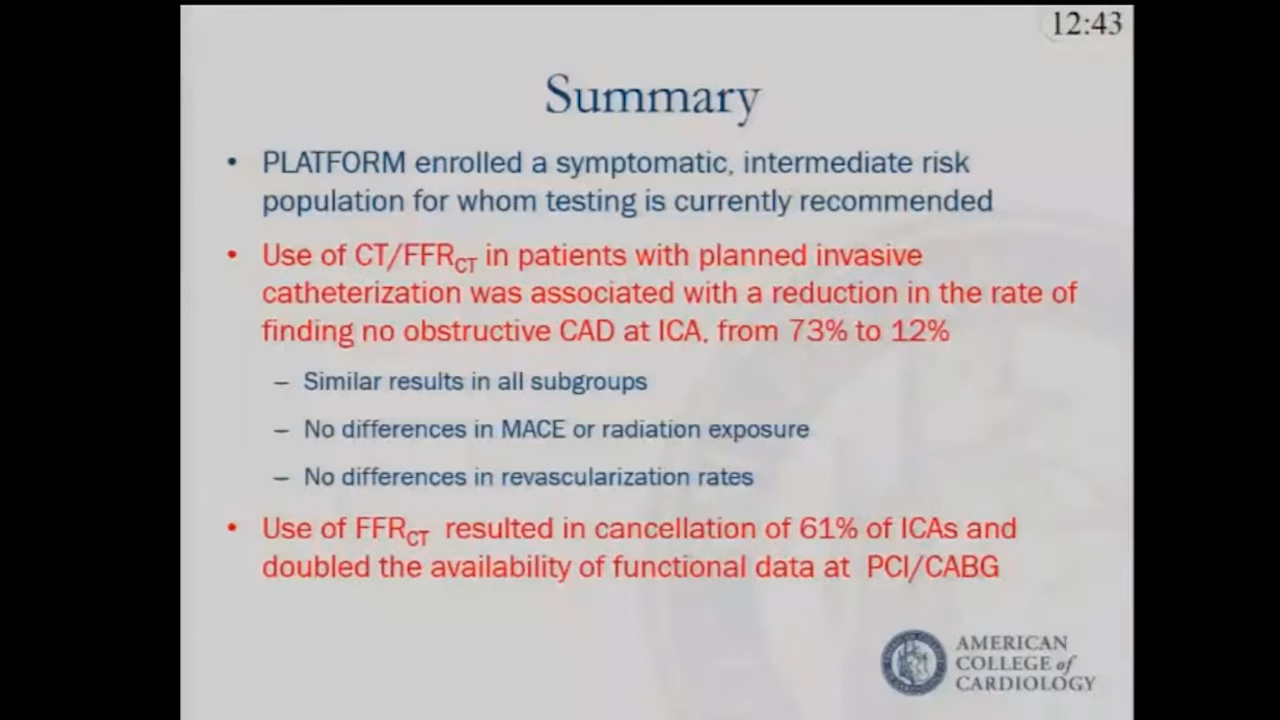 12:43
Summary
• PLATFORM enrolled a symptomatic, intermediate risk
population for whom testing is currently recommended
• Use of CT/FFRCT in patients with planned invasive
catheterization was associated with a reduction in the rate of
finding no obstructive CAD at ICA, from 73% to 12%
– Similar results in all subgroups
– No differences in MACE or radiation exposure
– No differences in revascularization rates
• Use of FFRCT resulted in cancellation of 61% of ICAs and
doubled the availability of functional data at PCI/CABG
AMERICAN
COLLEGE of
CARDIOLOGY